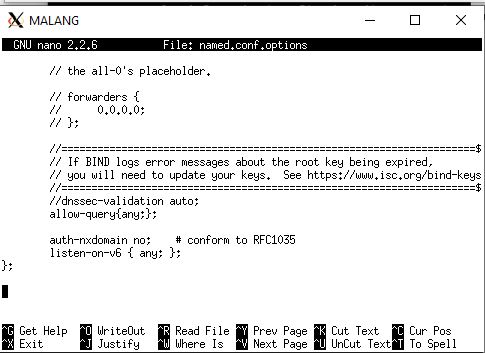 MALANG
GNU nano 2.2.6 File: named.conf.options
// the all-0's placeholder.
// forwarders {
// 0.0.0.0;
// };
//=====================================================================$
// If BIND logs error messages about the root key being expired,
// you will need to update your keys. See https://www.isc.org/bind-keys
//=====================================================================$
//dnssec-validation auto;
allow-query{any;};
auth-nxdomain no; # conform to RFC1035
listen-on-v6 { any; };
};
^G Get Help ^O WriteOut ^R Read File ^Y Prev Page ^K Cut Text ^C Cur Pos
^X Exit ^J Justify ^W Where Is ^V Next Page ^U UnCut Text ^T To Spell